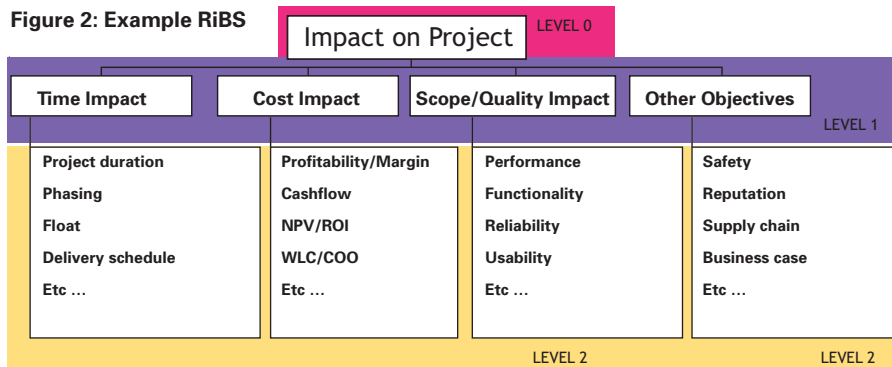 Figure 2: Example RiBS
Impact on Project
LEVEL 0
Time Impact
Cost Impact
Scope/Quality Impact
Other Objectives
LEVEL 1
Project duration
Phasing
Float
Delivery schedule
Etc ...
Profitability/Margin
Cashflow
NPV/ROI
WLC/COO
Etc ...
Performance
Functionality
Reliability
Usability
Etc ...
Safety
Reputation
Supply chain
Business case
Etc ...
LEVEL 2
LEVEL 2